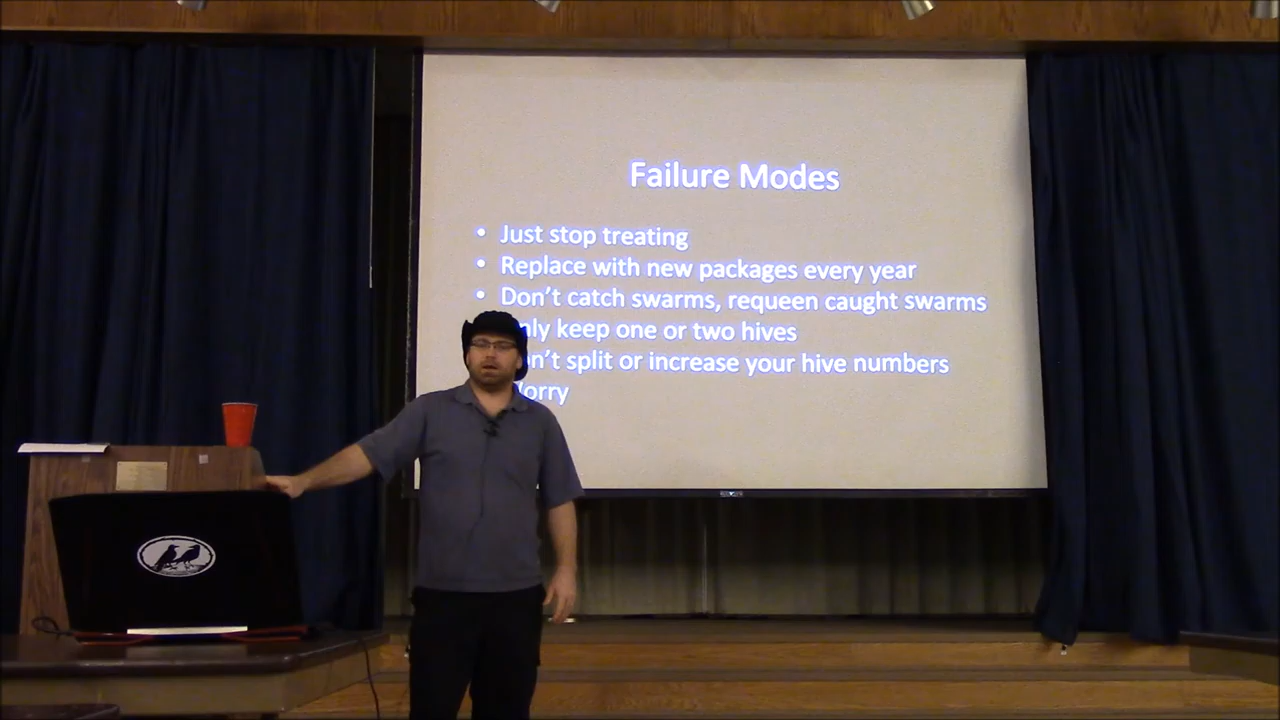 Failure Modes
• Just stop treating
• Replace with new packages every year
• Don't catch swarms, requeen caught swarms
nly keep one or two hives
n't split or increase your hive numbers
orry